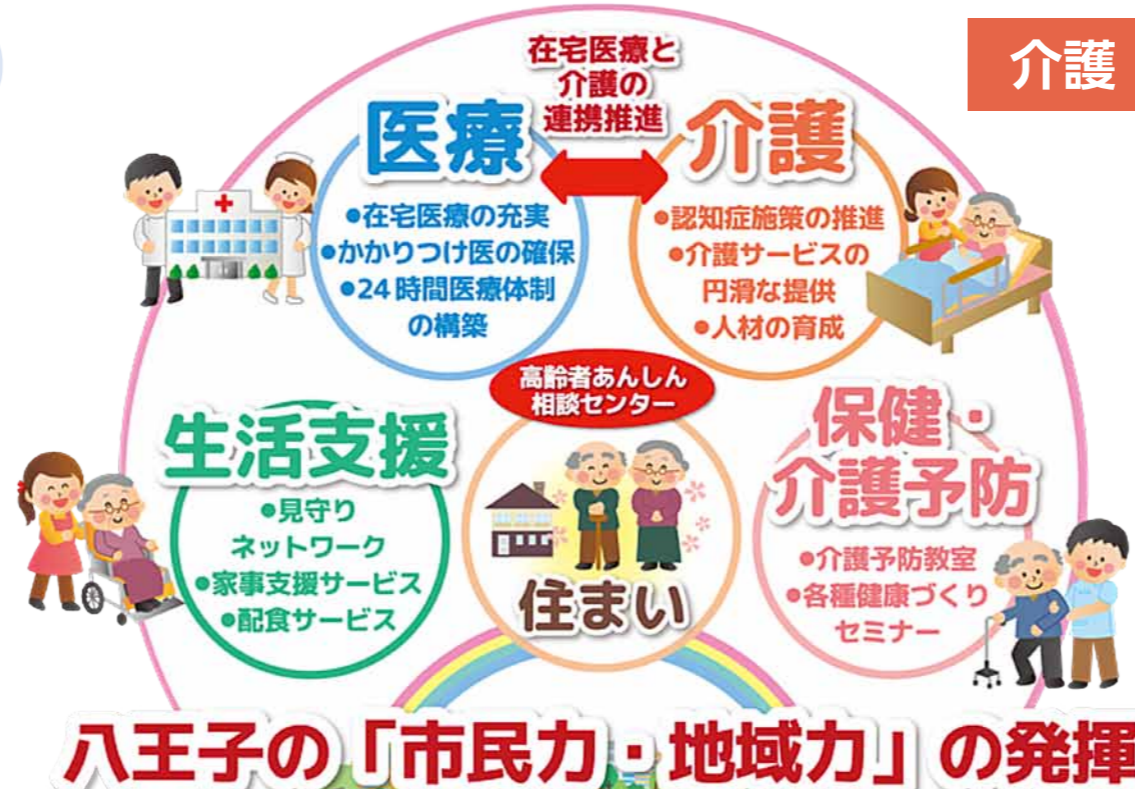 介護
在宅医療と
介護の
連携推進
医療
●在宅医療の充実
●かかりつけ医の確保
●24時間医療体制
の構築
介護
●認知症施策の推進
●介護サービスの
円滑な提供
●人材の育成
高齢者あんしん
相談センター
住まい
生活支援
●見守り
ネットワーク
●家事支援サービス
●配食サービス
保健・
介護予防
●介護予防教室
●各種健康づくり
セミナー
八王子の「市民力・地域力」の発揮